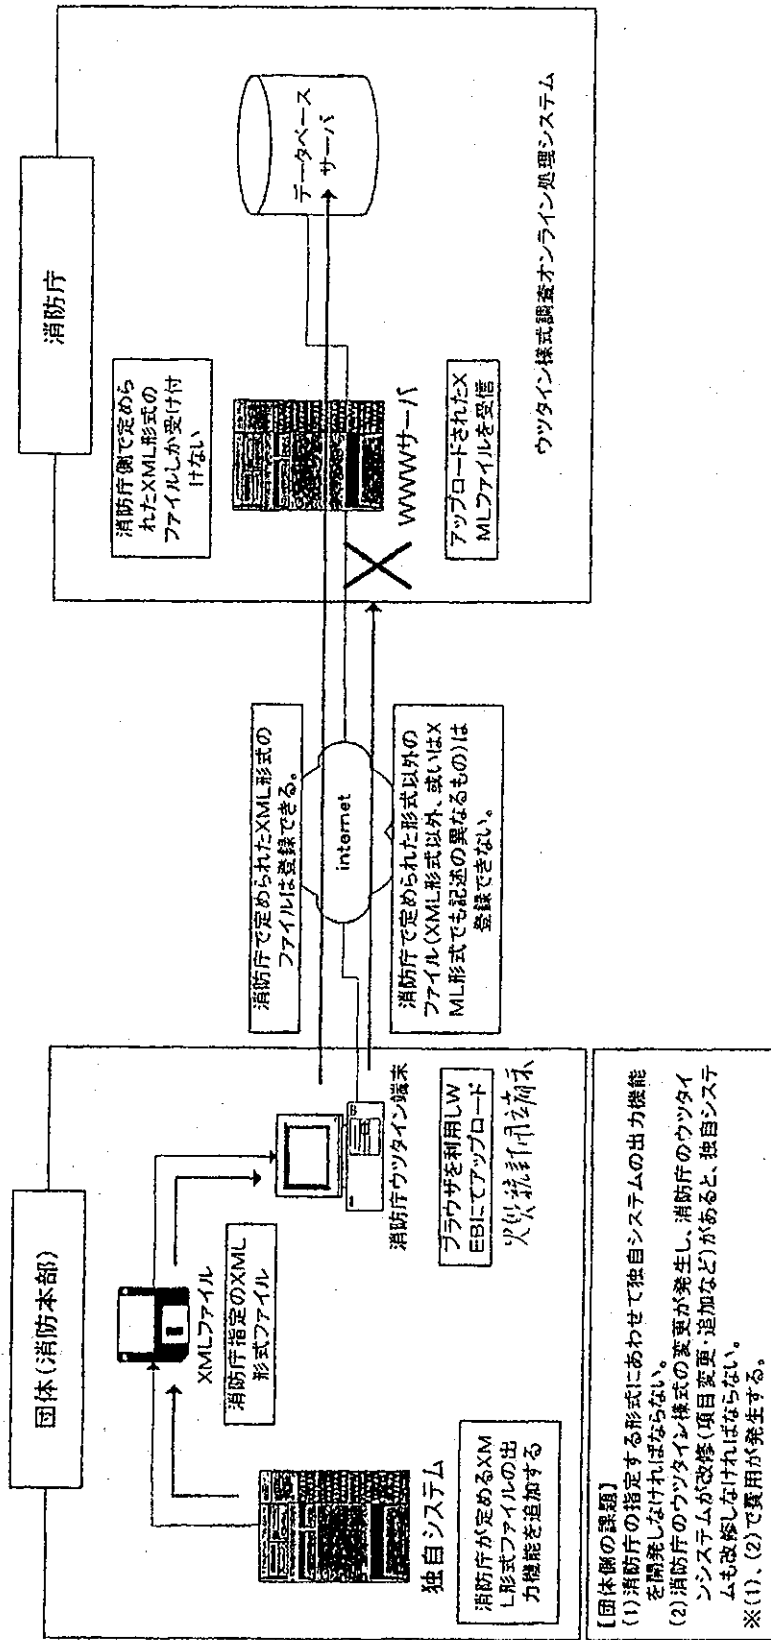 団体(消防本部)
XMLファイル
消防庁指定のXML
形式ファイル
独自システム
消防庁が定めるXM
L形式ファイルの出
力機能を追加する
消防庁ウツタイン端末
ブラウザを利用しW
EBにてアップロード
消防庁で定められたXML形式の
ファイルは登録できる。
internet
消防庁で定められた形式以外の
ファイル(XML形式以外、或いはX
ML形式でも記述の異なるもの)は
登録できない。
消防庁
消防庁側で定めら
れたXML形式の
ファイルしか受け付
けない
WWWサーバ
アップロードされたX
MLファイルを受信
データベース
サーバ
ウツタイン様式調査オンライン処理システム
【団体側の課題】
(1)消防庁の指定する形式にあわせて独自システムの出力機能
を開発しなければならない。
(2)消防庁のウツタイン様式の変更が発生し、消防庁のウツタイ
ンシステムが改修(項目変更・追加など)があると、独自システ
ムも改修しなければならない。
※(1)、(2)で費用が発生する。